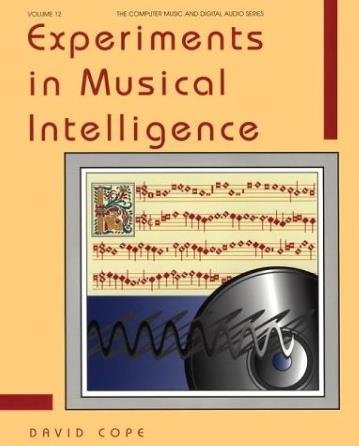 VOLUME 12 THE COMPUTER MUSIC AND DIGITAL AUDIO SERIES
Experiments
in Musical
Intelligence
DAVID COPE